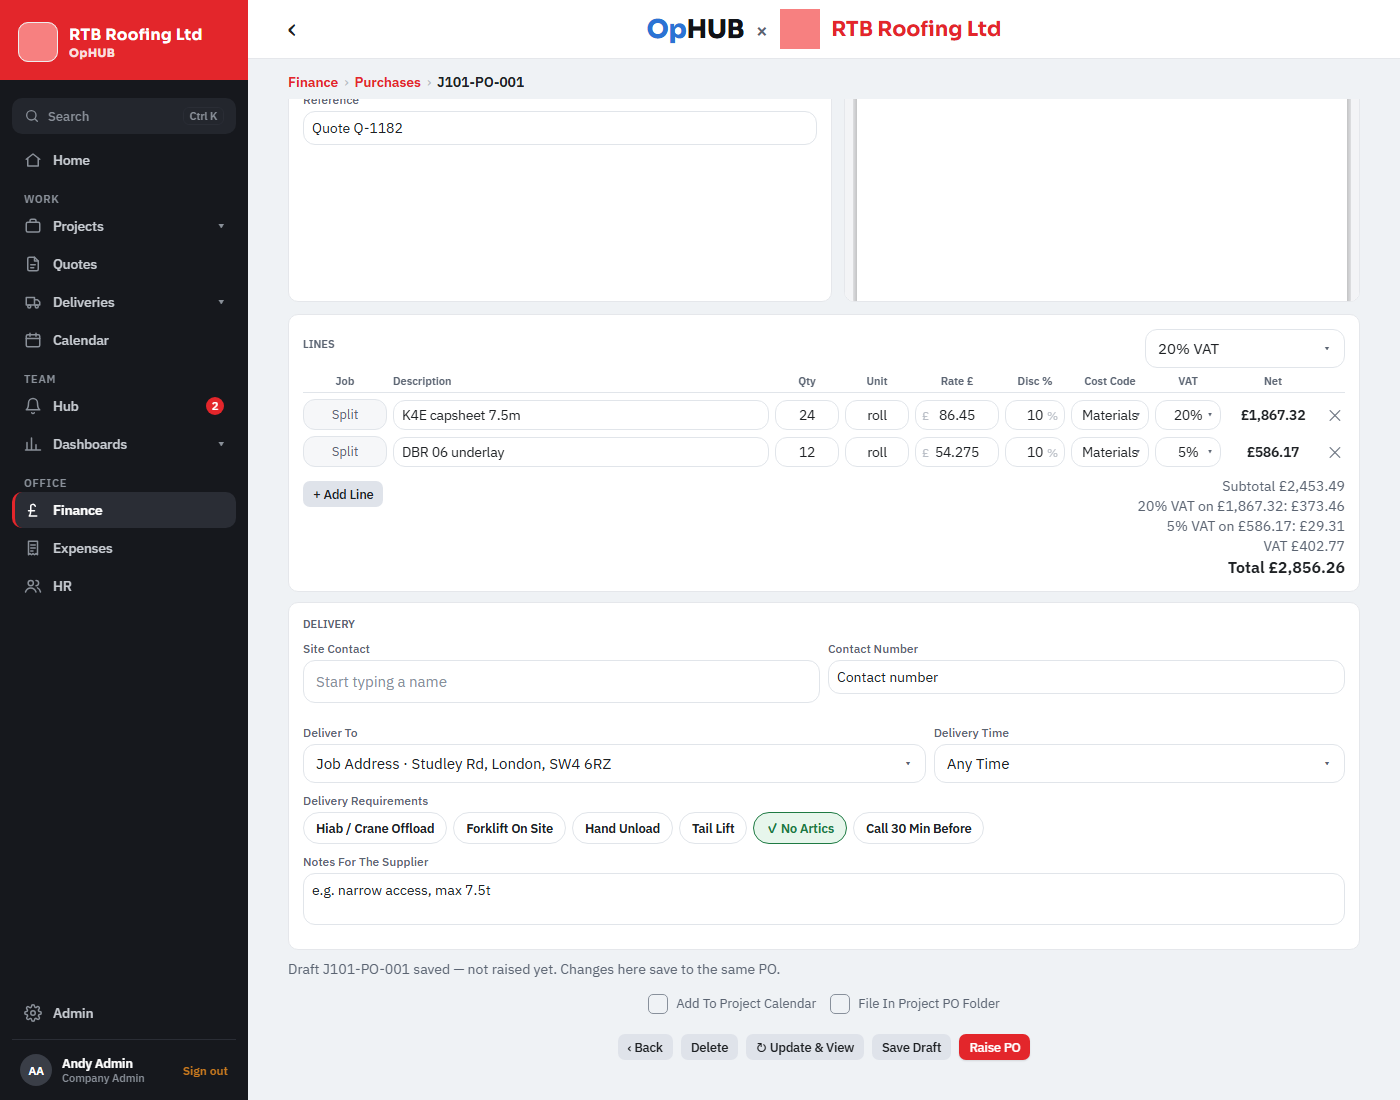 RTB Roofing Ltd
OpHUB
Search
Ctrl K
Home
WORK
Projects
Quotes
Deliveries
Calendar
TEAM
Hub
2
Dashboards
OFFICE
£ Finance
Expenses
HR
Admin
AA
Andy Admin
Company Admin
Sign out
OpHUB × RTB Roofing Ltd
Finance › Purchases › J101-PO-001
Reference
Quote Q-1182
LINES
20% VAT
Job Description Qty Unit Rate £ Disc % Cost Code VAT Net
Split K4E capsheet 7.5m 24 roll £ 86.45 10 % Materials 20% £1,867.32
Split DBR 06 underlay 12 roll £ 54.275 10 % Materials 5% £586.17
+ Add Line
Subtotal £2,453.49
20% VAT on £1,867.32: £373.46
5% VAT on £586.17: £29.31
VAT £402.77
Total £2,856.26
DELIVERY
Site Contact
Contact Number
Start typing a name
Contact number
Deliver To
Delivery Time
Job Address · Studley Rd, London, SW4 6RZ
Any Time
Delivery Requirements
Hiab / Crane Offload Forklift On Site Hand Unload Tail Lift ✓ No Artics Call 30 Min Before
Notes For The Supplier
e.g. narrow access, max 7.5t
Draft J101-PO-001 saved — not raised yet. Changes here save to the same PO.
Add To Project Calendar File In Project PO Folder
‹ Back Delete ↻ Update & View Save Draft Raise PO